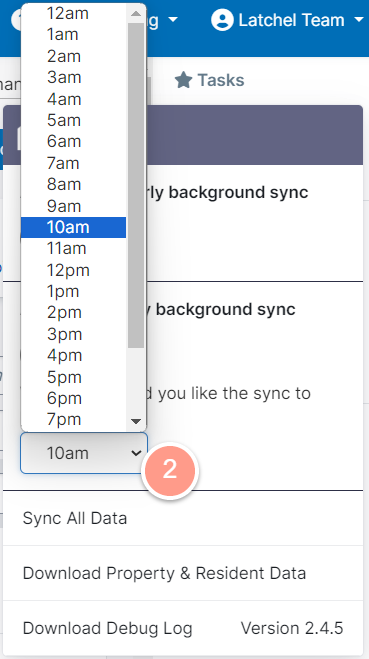 Latchel Team
Tasks
12am
1am
2am
3am
4am
5am
6am
7am
8am
9am
10am
11am
12pm
1pm
2pm
3pm
4pm
5pm
6pm
7pm
background sync
background sync
you like the sync to
10am
2
Sync All Data
Download Property & Resident Data
Download Debug Log Version 2.4.5